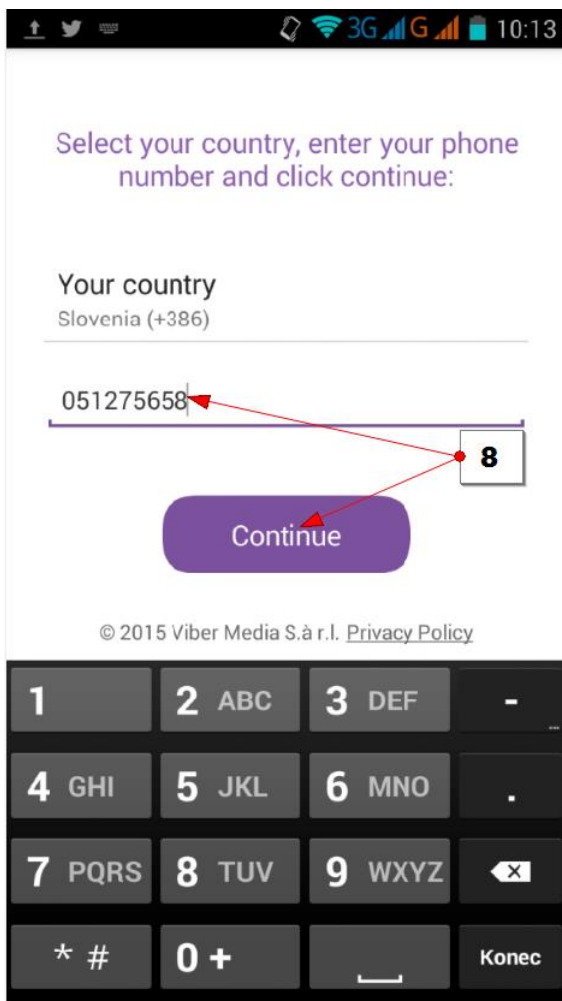 3G G 10:13
Select your country, enter your phone
number and click continue:
Your country
Slovenia (+386)
051275658
8
Continue
© 2015 Viber Media S.à r.l. Privacy Policy
1 2 ABC 3 DEF -
...
4 GHI 5 JKL 6 MNO .
7 PQRS 8 TUV 9 WXYZ
* # 0 + Konec